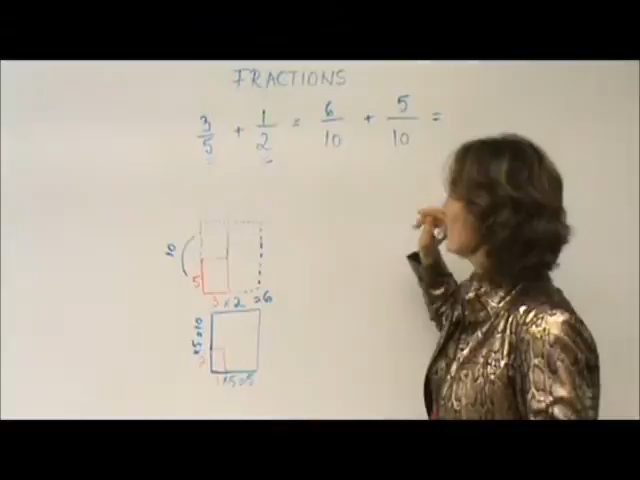 FRACTIONS
3/5 + 1/2 = 6/10 + 5/10 =
10
5
3 × 2 = 6
×5=10
2
1×5=5